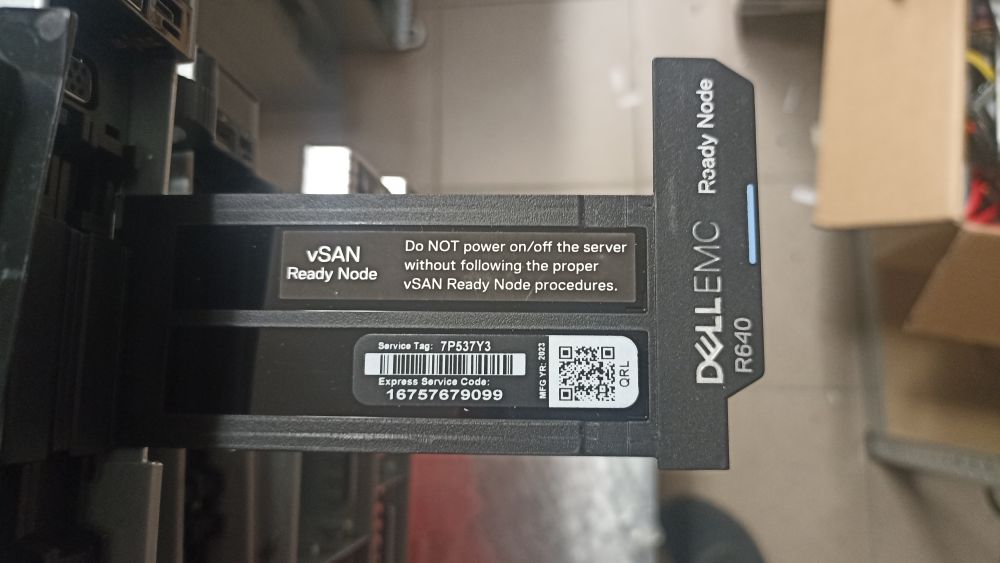 vSAN
Ready Node
Do NOT power on/off the server
without following the proper
vSAN Ready Node procedures.
Service Tag: 7P537Y3
Express Service Code:
16757679099
MFG YR: 2023
QRL
DELLEMC Ready Node
R640